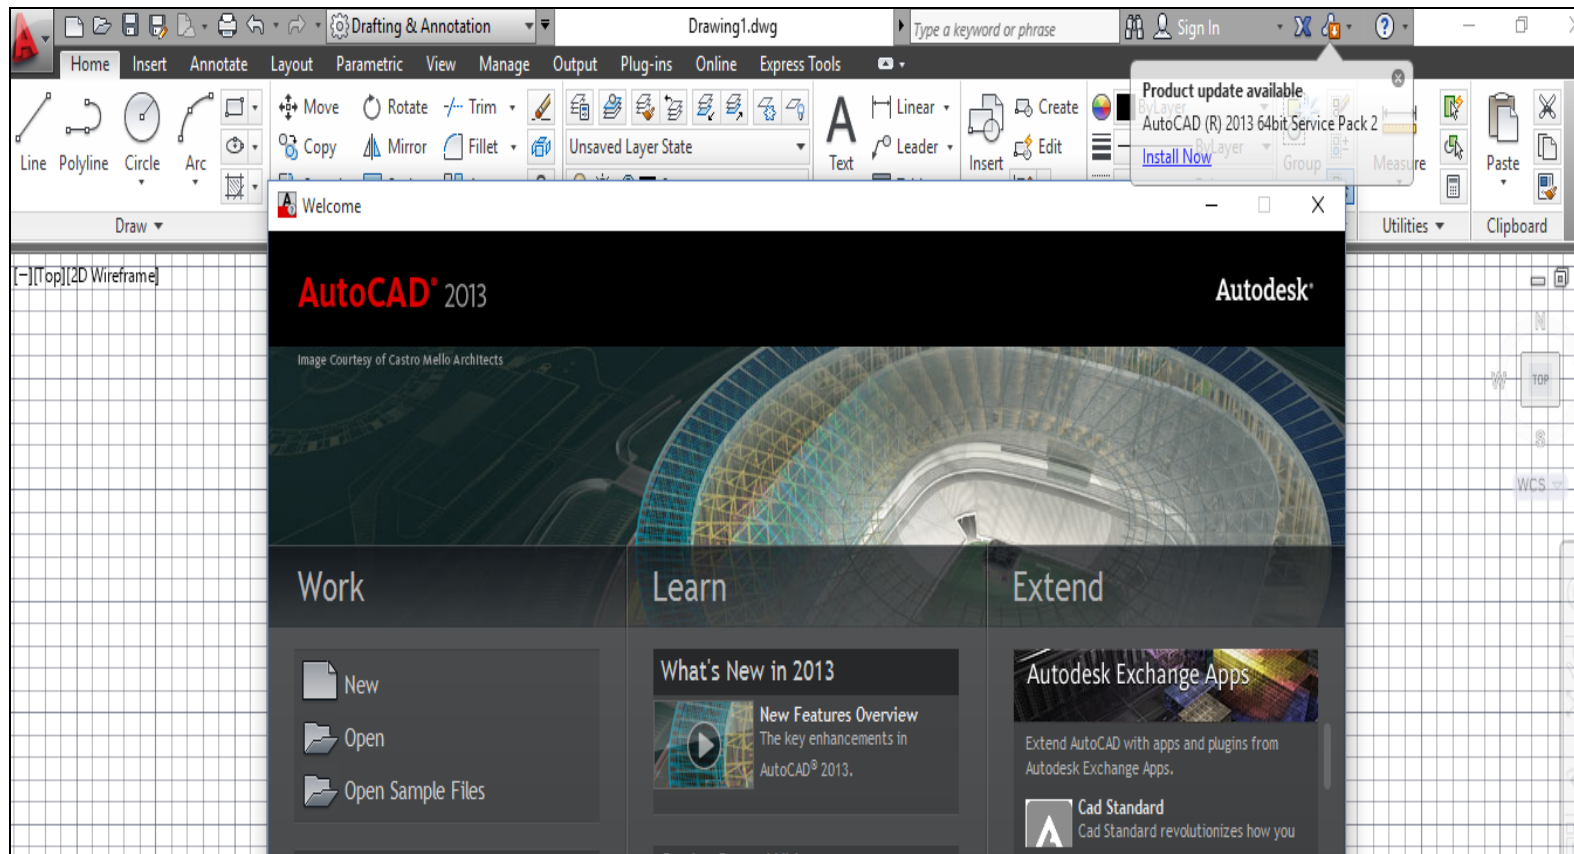 Drafting & Annotation
Drawing1.dwg
Type a keyword or phrase
Sign In
Home Insert Annotate Layout Parametric View Manage Output Plug-ins Online Express Tools
Product update available
AutoCAD (R) 2013 64bit Service Pack 2
Install Now
Move Rotate Trim
Linear Create ByLayer
Copy Mirror Fillet
Unsaved Layer State
Leader Edit ByLayer
Line Polyline Circle Arc
Text Insert Group Measure Paste
Draw Utilities Clipboard
Welcome
[−][Top][2D Wireframe]
AutoCAD® 2013
Autodesk®
N
W TOP
S
WCS
Image Courtesy of Castro Mello Architects
Work Learn Extend
New
Open
Open Sample Files
What's New in 2013
New Features Overview
The key enhancements in
AutoCAD® 2013.
Autodesk Exchange Apps
Extend AutoCAD with apps and plugins from
Autodesk Exchange Apps.
Cad Standard
Cad Standard revolutionizes how you